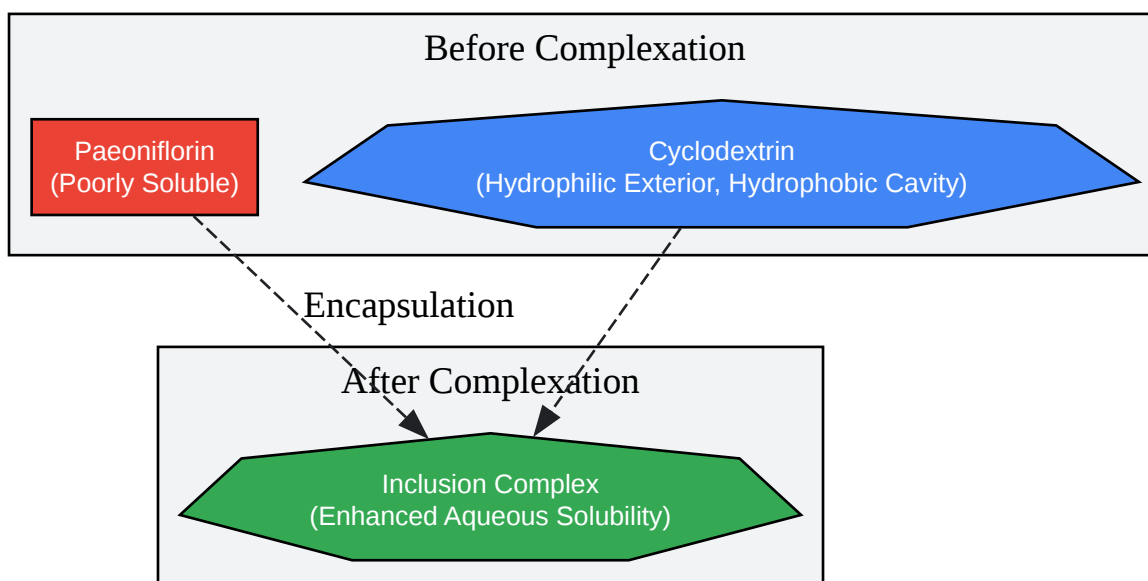 Before Complexation
Paeoniflorin
(Poorly Soluble)
Cyclodextrin
(Hydrophilic Exterior, Hydrophobic Cavity)
Encapsulation
After Complexation
Inclusion Complex
(Enhanced Aqueous Solubility)